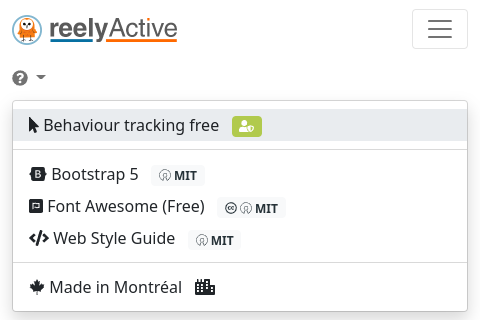 reelyActive
Behaviour tracking free
Bootstrap 5 MIT
Font Awesome (Free) MIT
Web Style Guide MIT
Made in Montréal